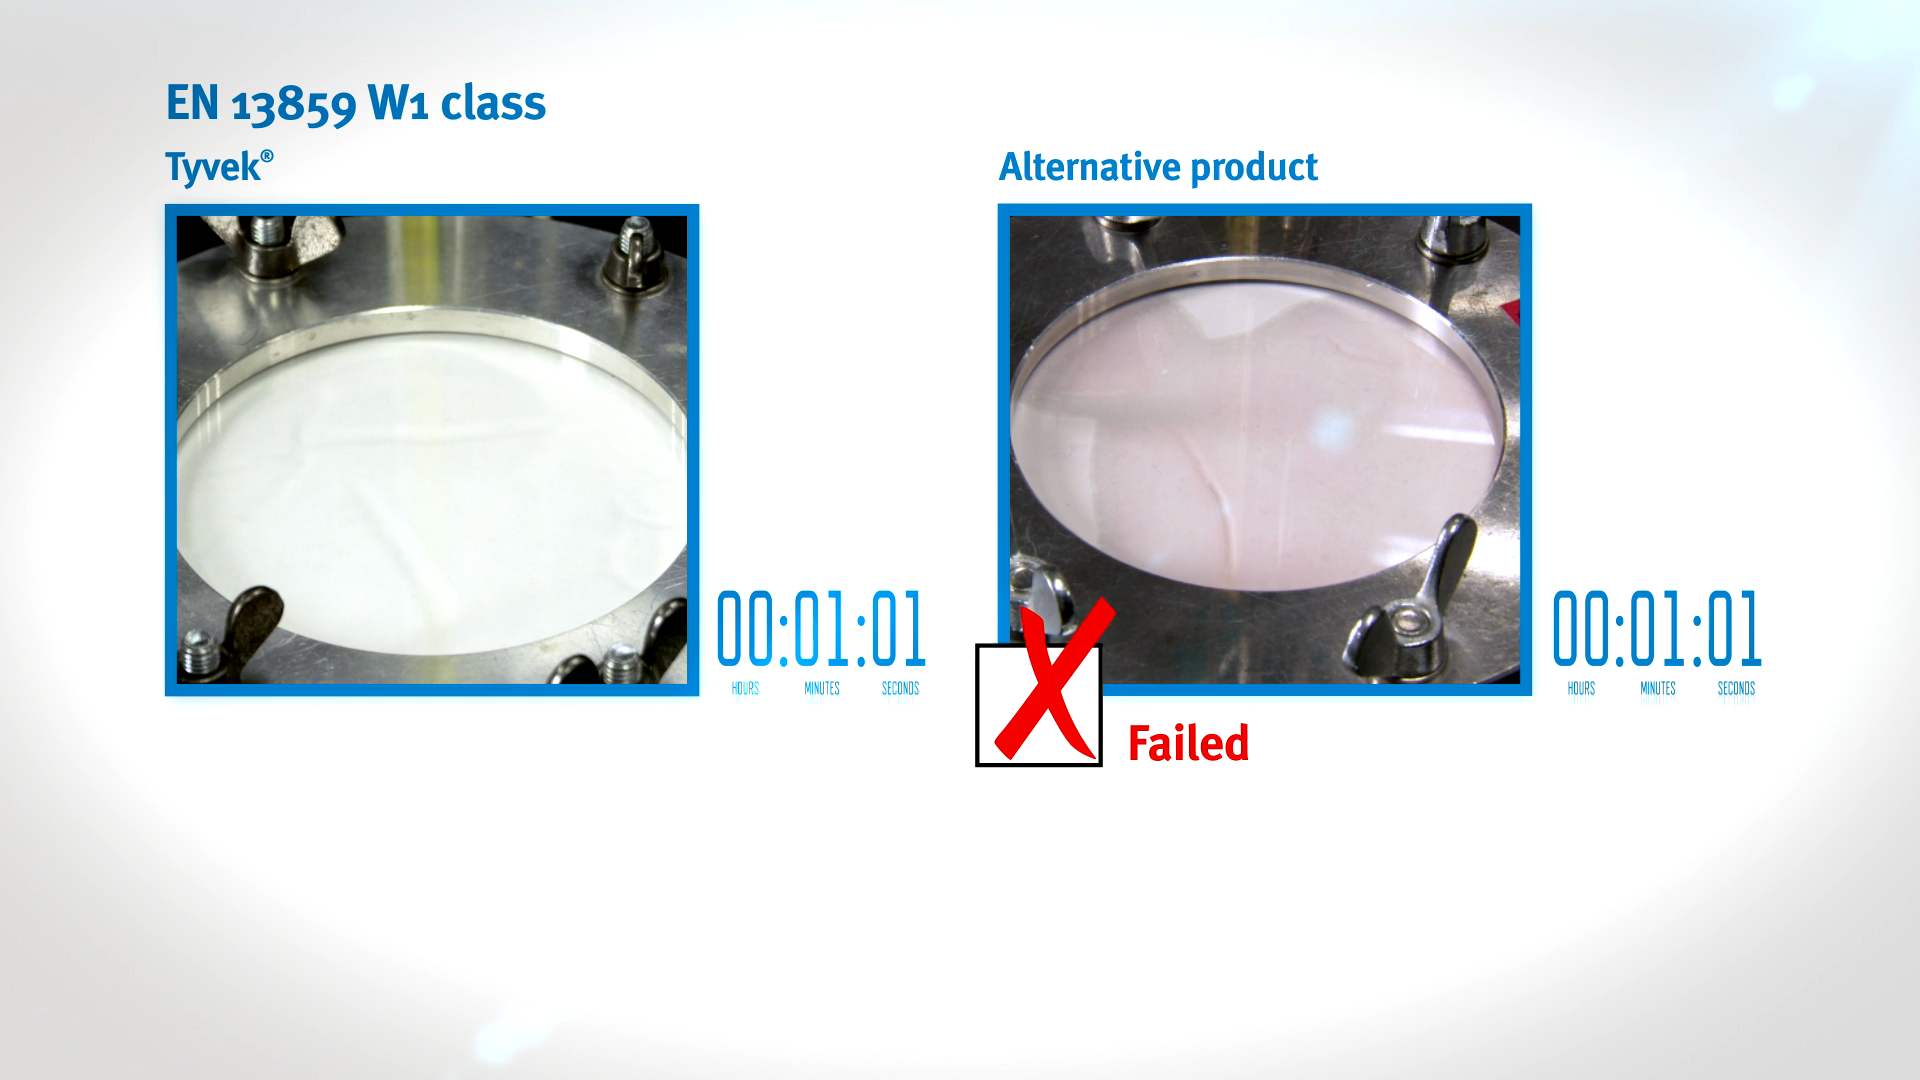 EN 13859 W1 class
Tyvek®
Alternative product
00:01:01
HOURS MINUTES SECONDS
00:01:01
HOURS MINUTES SECONDS
Failed